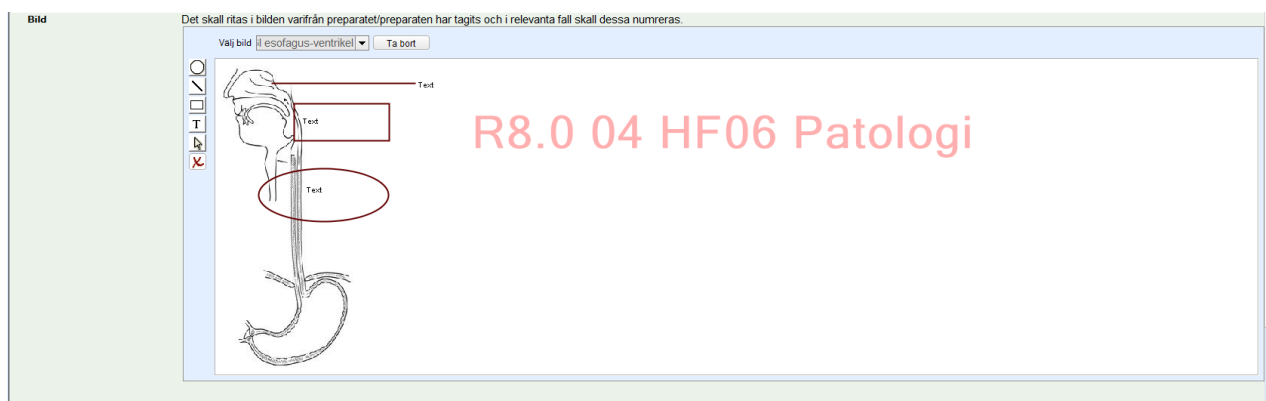 Bild
Det skall ritas i bilden varifrån preparatet/preparaten har tagits och i relevanta fall skall dessa numreras.
Välj bild esofagus-ventrikel Ta bort
Text
R8.0 04 HF06 Patologi
Text
T
Text